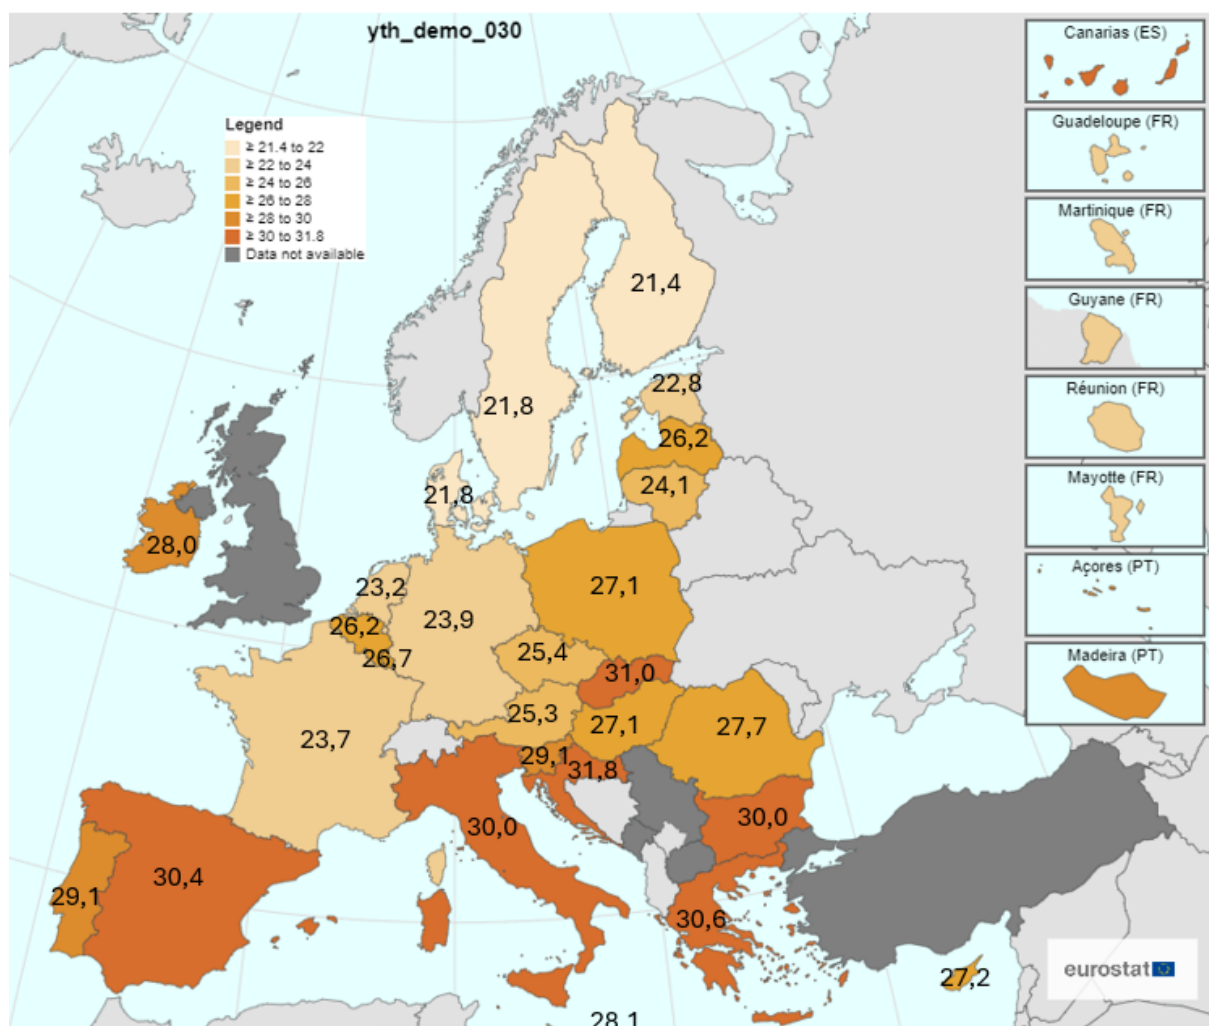 yth_demo_030
Legend
≥ 21.4 to 22
≥ 22 to 24
≥ 24 to 26
≥ 26 to 28
≥ 28 to 30
≥ 30 to 31.8
Data not available
Canarias (ES)
Guadeloupe (FR)
Martinique (FR)
Guyane (FR)
Réunion (FR)
Mayotte (FR)
Açores (PT)
Madeira (PT)
21,4
22,8
21,8
26,2
24,1
21,8
28,0
23,2
27,1
23,9
26,2
25,4
26,7
31,0
25,3
27,1
27,7
23,7
29,1
31,8
30,0
30,0
30,4
29,1
30,6
27,2
28,1
eurostat